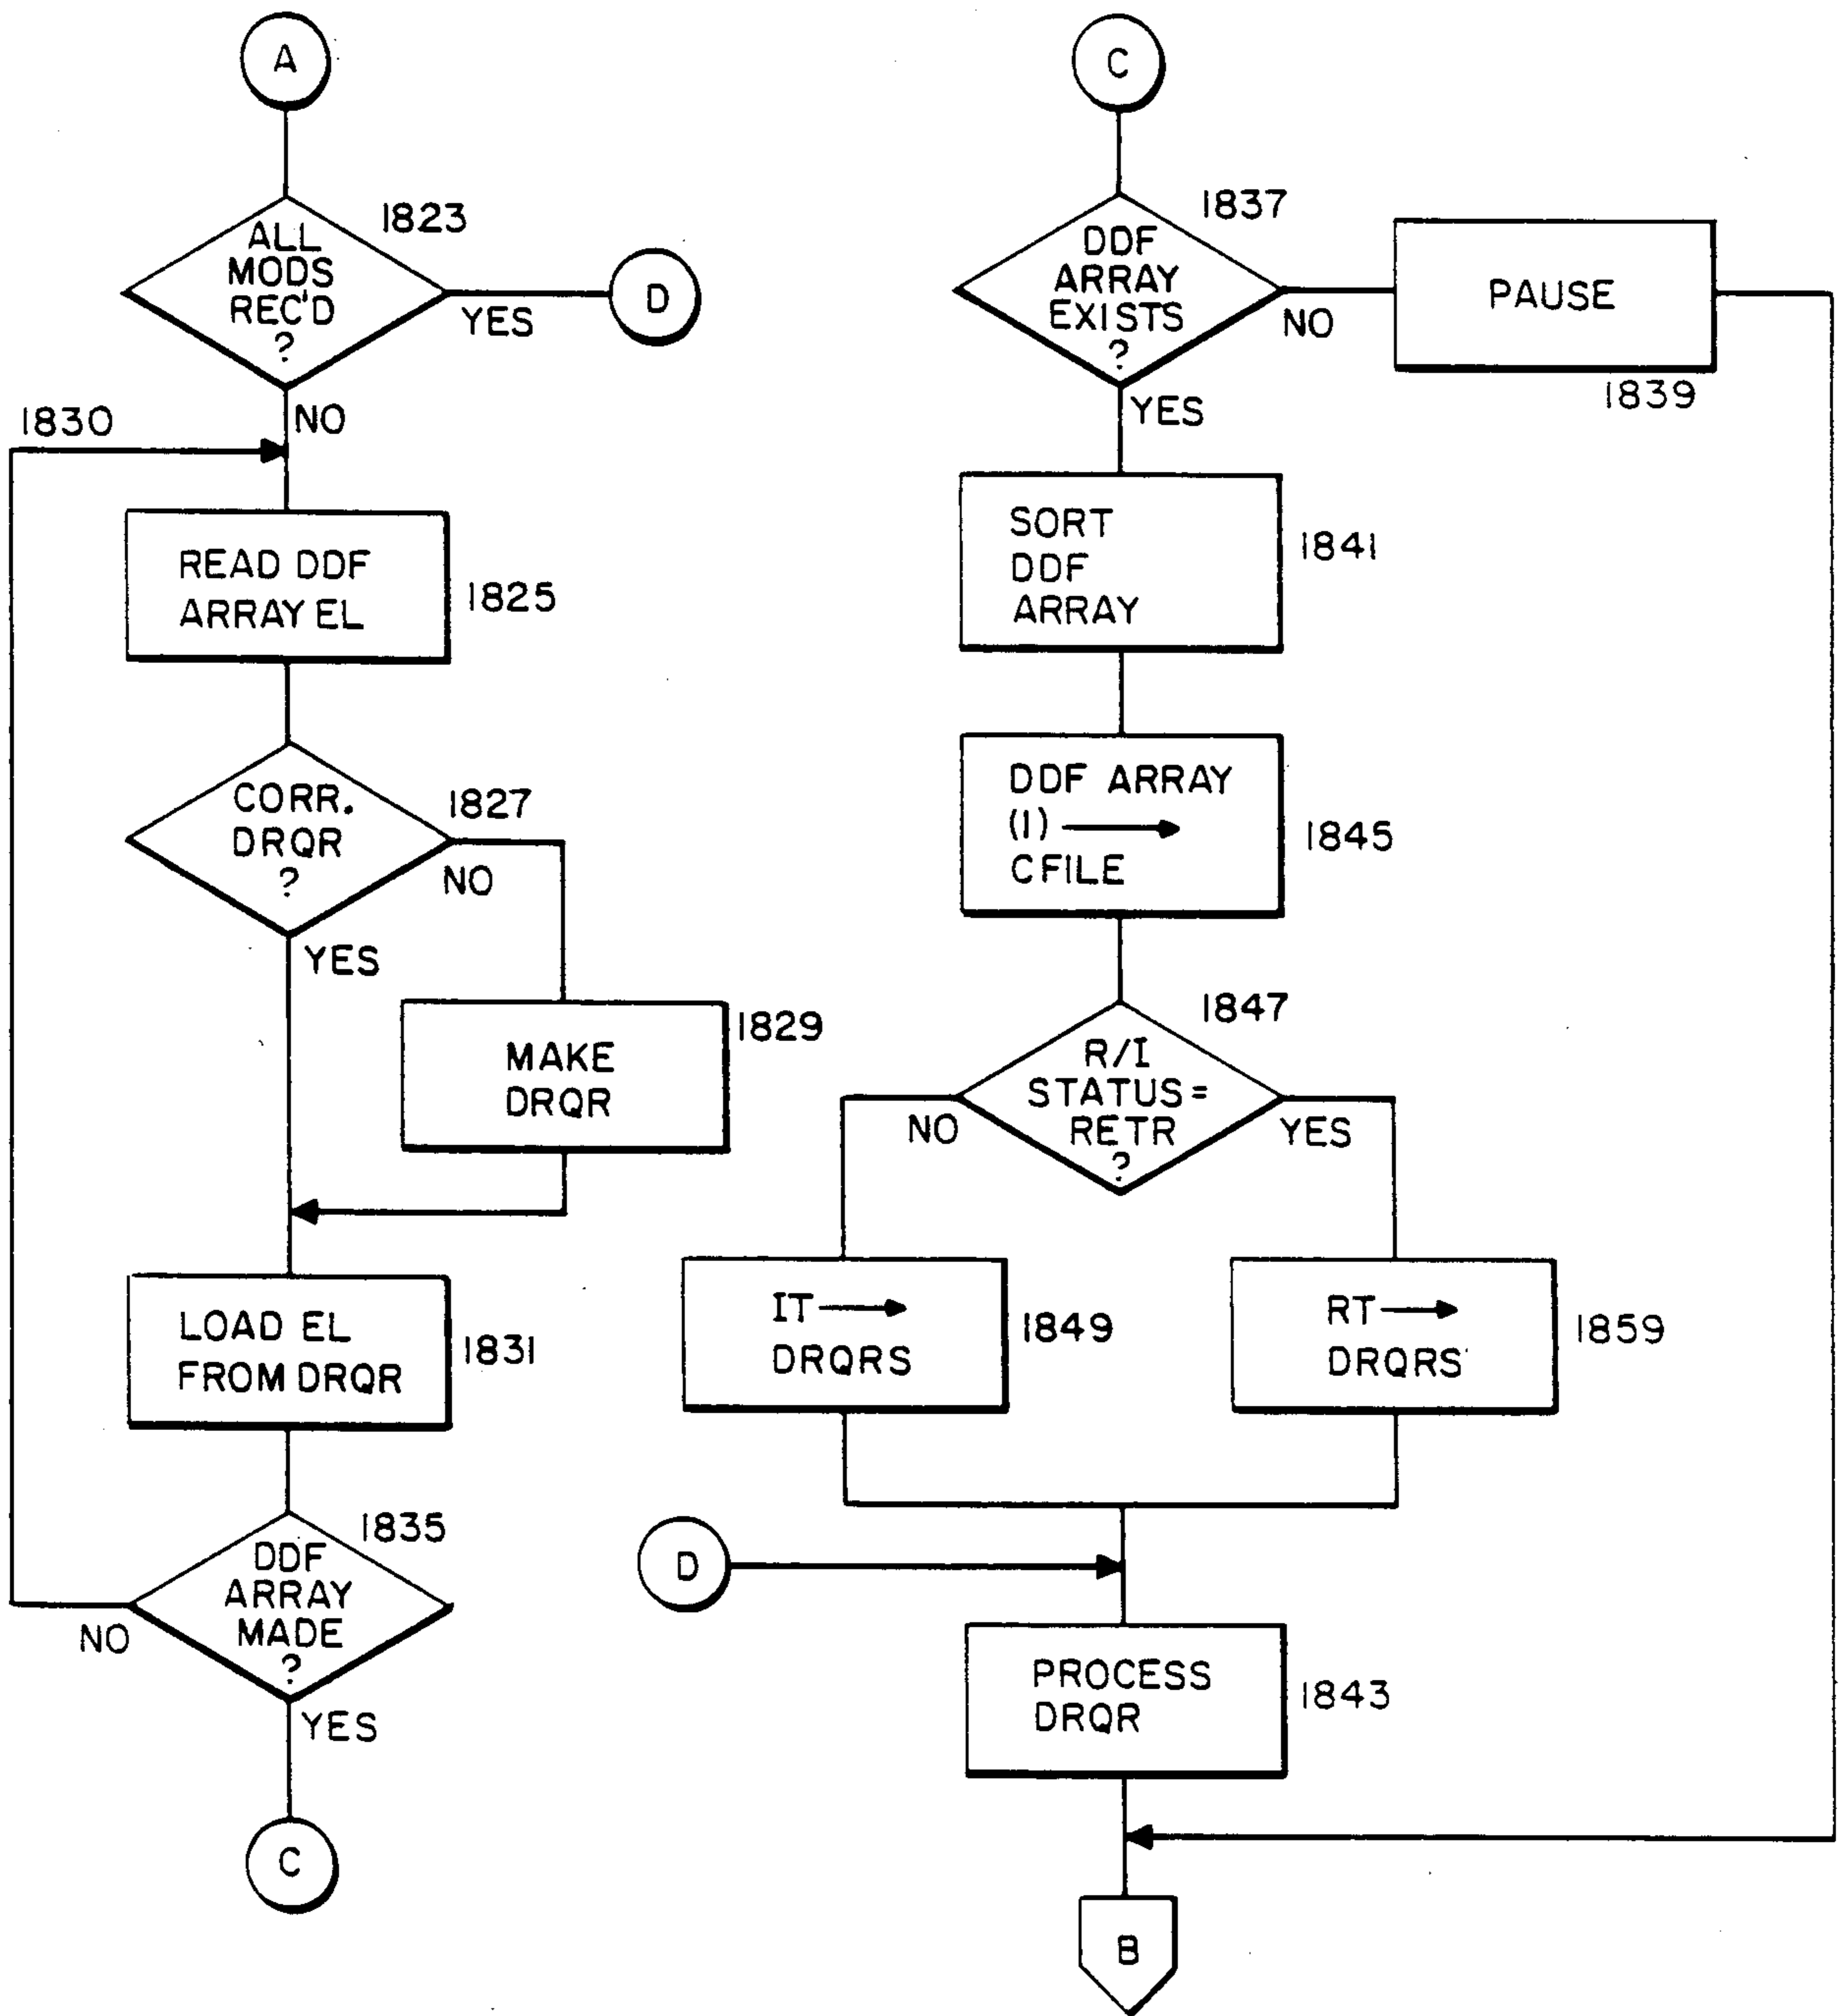 A
1823
ALL
MODS
REC'D
?
YES
D
NO
1830
READ DDF
ARRAY EL
1825
CORR.
DRQR
?
1827
NO
YES
MAKE
DRQR
1829
LOAD EL
FROM DRQR
1831
1835
DDF
ARRAY
MADE
?
NO
YES
C
C
1837
DDF
ARRAY
EXISTS
?
NO
PAUSE
1839
YES
SORT
DDF
ARRAY
1841
DDF ARRAY
(I) →
CFILE
1845
1847
R/I
STATUS=
RETR
?
NO
YES
IT →
DRQRS
1849
RT →
DRQRS
1859
D
PROCESS
DRQR
1843
B